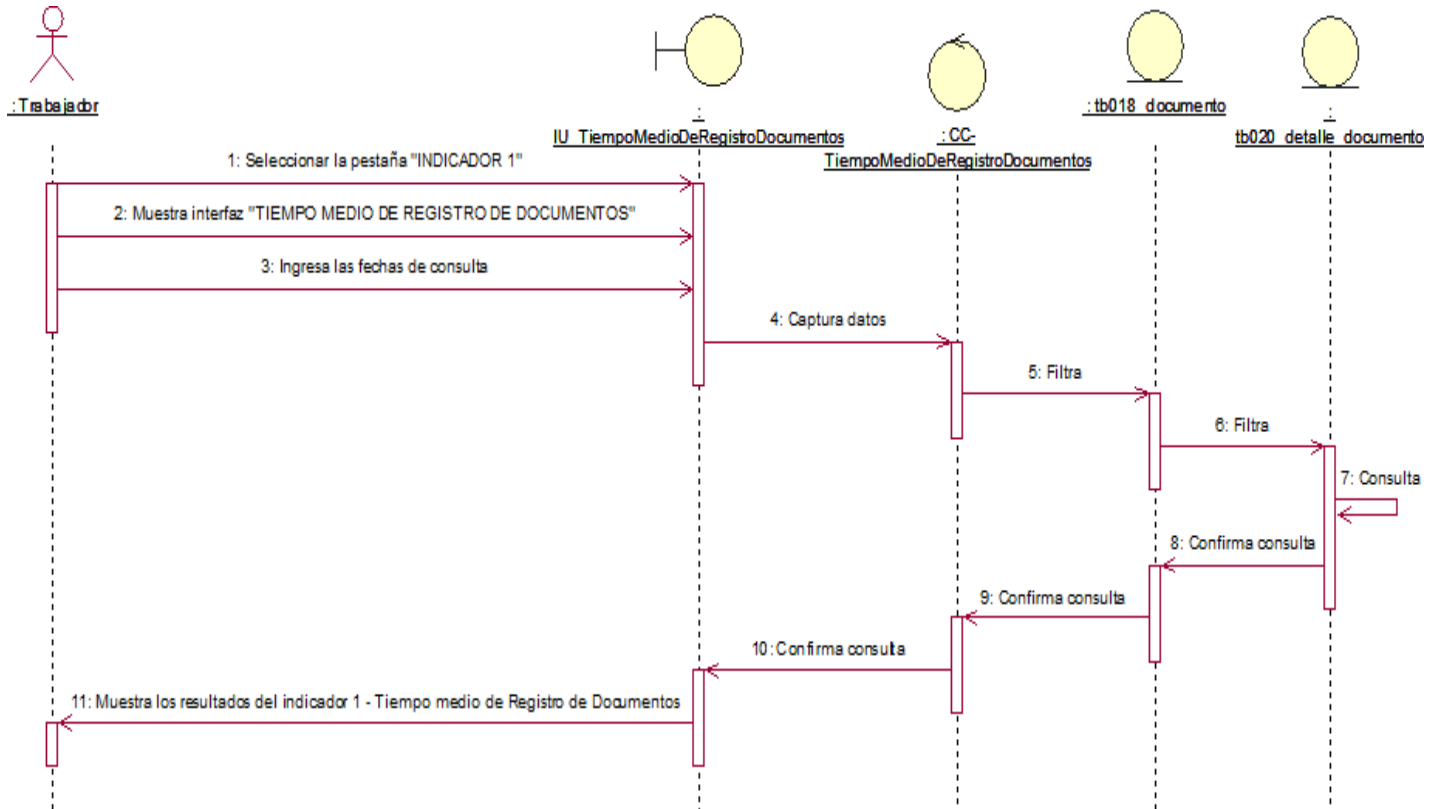 : Trabajador
:
IU_TiempoMedioDeRegistroDocumentos
: CC-
TiempoMedioDeRegistroDocumentos
: tb018_documento
:
tb020_detalle_documento
1: Seleccionar la pestaña "INDICADOR 1"
2: Muestra interfaz "TIEMPO MEDIO DE REGISTRO DE DOCUMENTOS"
3: Ingresa las fechas de consulta
4: Captura datos
5: Filtra
6: Filtra
7: Consulta
8: Confirma consulta
9: Confirma consulta
10: Confirma consulta
11: Muestra los resultados del indicador 1 - Tiempo medio de Registro de Documentos